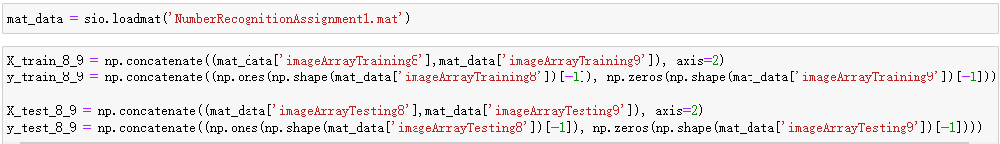 mat_data = sio.loadmat('NumberRecognitionAssignment1.mat')
X_train_8_9 = np.concatenate((mat_data['imageArrayTraining8'],mat_data['imageArrayTraining9']), axis=2)
y_train_8_9 = np.concatenate((np.ones(np.shape(mat_data['imageArrayTraining8'])[-1]), np.zeros(np.shape(mat_data['imageArrayTraining9'])[-1]))
X_test_8_9 = np.concatenate((mat_data['imageArrayTesting8'],mat_data['imageArrayTesting9']), axis=2)
y_test_8_9 = np.concatenate((np.ones(np.shape(mat_data['imageArrayTesting8'])[-1]), np.zeros(np.shape(mat_data['imageArrayTesting9'])[-1])))